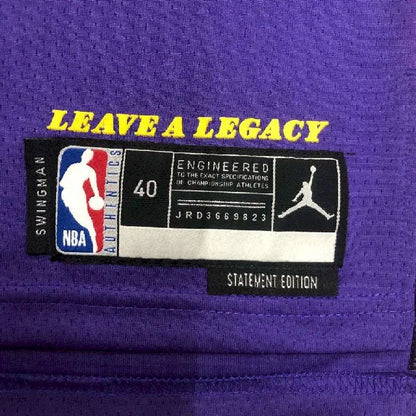 LEAVE A LEGACY
SWINGMAN
NBA
AUTHENTICS
40
ENGINEERED
TO THE EXACT SPECIFICATIONS
OF CHAMPIONSHIP ATHLETES
JRD3669823
STATEMENT EDITION